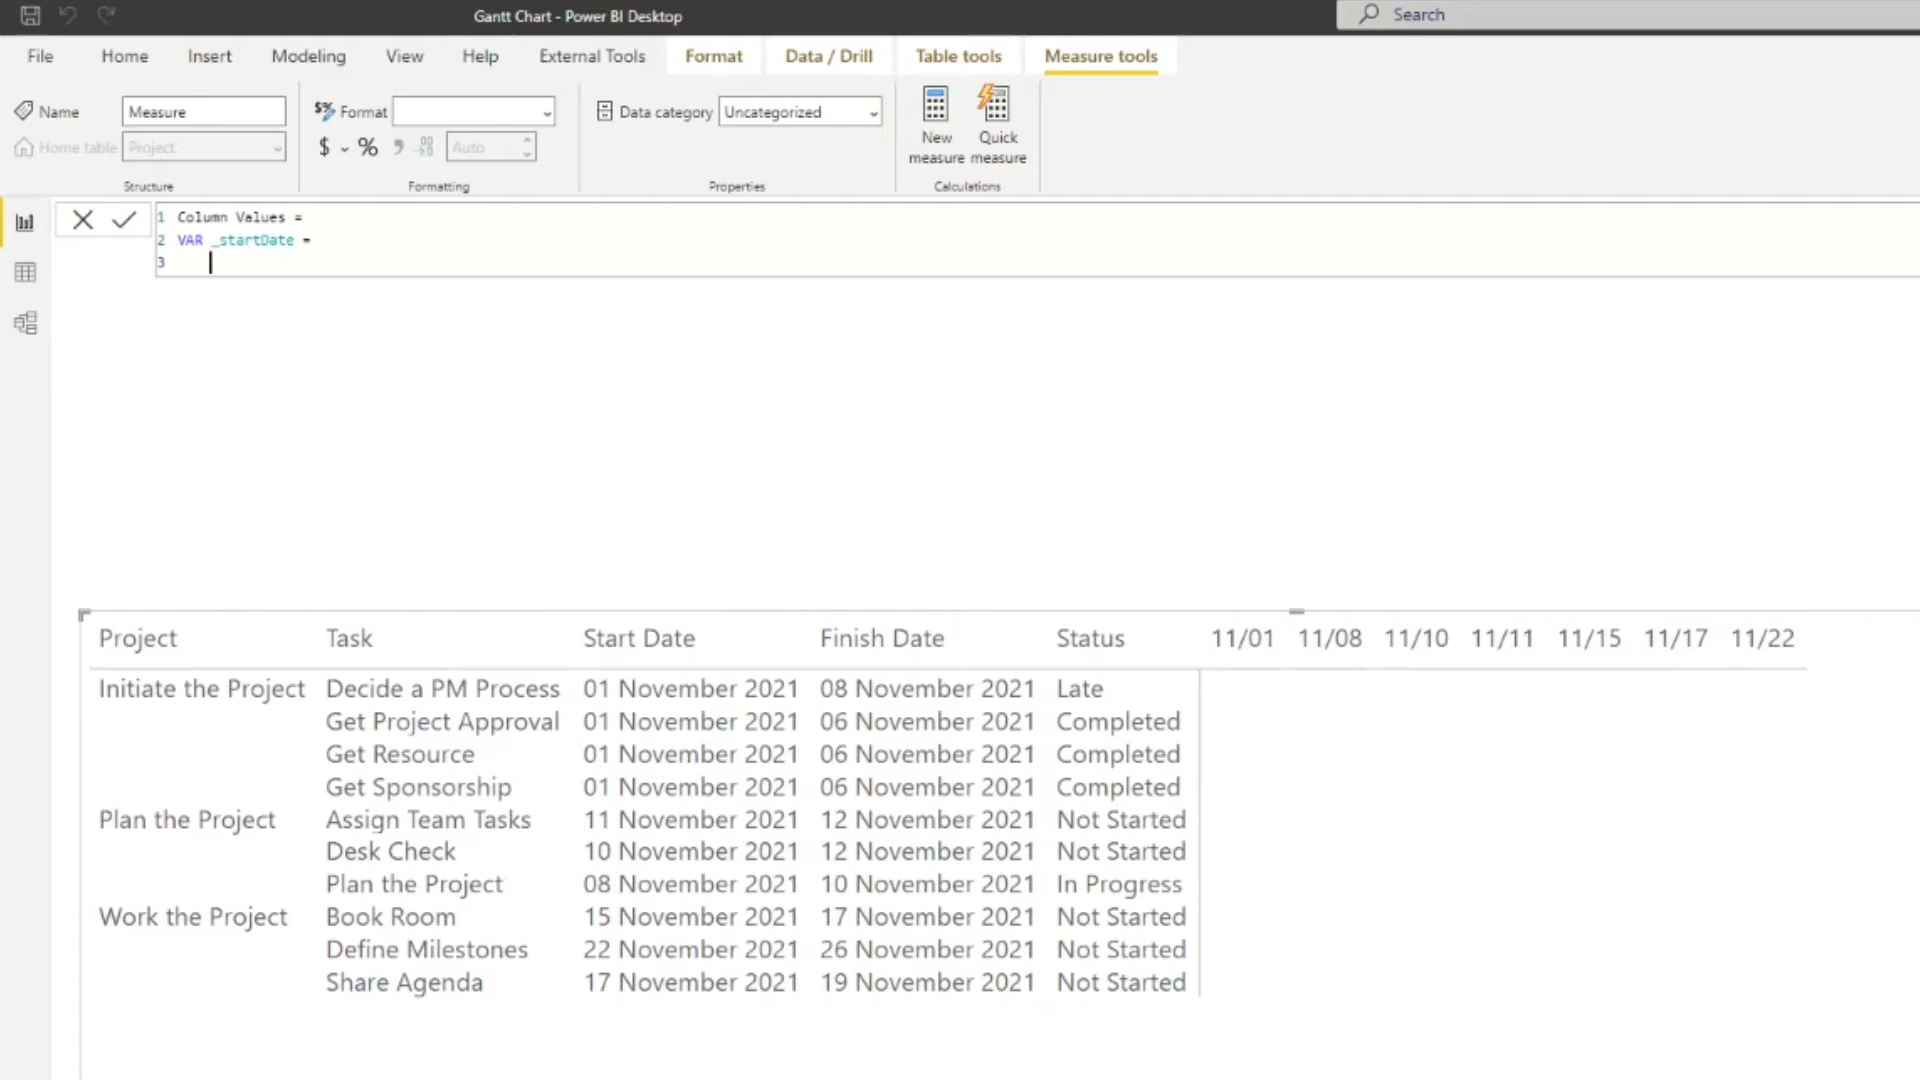 Gantt Chart - Power BI Desktop
Search
File Home Insert Modeling View Help External Tools Format Data / Drill Table tools Measure tools
Name Measure
Home table Project
Structure
$% Format
$ % , .00 Auto
Formatting
Data category Uncategorized
Properties
New measure
Quick measure
Calculations
1 Column Values =
2 VAR _startDate =
3
Project Task Start Date Finish Date Status 11/01 11/08 11/10 11/11 11/15 11/17 11/22
Initiate the Project Decide a PM Process 01 November 2021 08 November 2021 Late
Get Project Approval 01 November 2021 06 November 2021 Completed
Get Resource 01 November 2021 06 November 2021 Completed
Get Sponsorship 01 November 2021 06 November 2021 Completed
Plan the Project Assign Team Tasks 11 November 2021 12 November 2021 Not Started
Desk Check 10 November 2021 12 November 2021 Not Started
Plan the Project 08 November 2021 10 November 2021 In Progress
Work the Project Book Room 15 November 2021 17 November 2021 Not Started
Define Milestones 22 November 2021 26 November 2021 Not Started
Share Agenda 17 November 2021 19 November 2021 Not Started